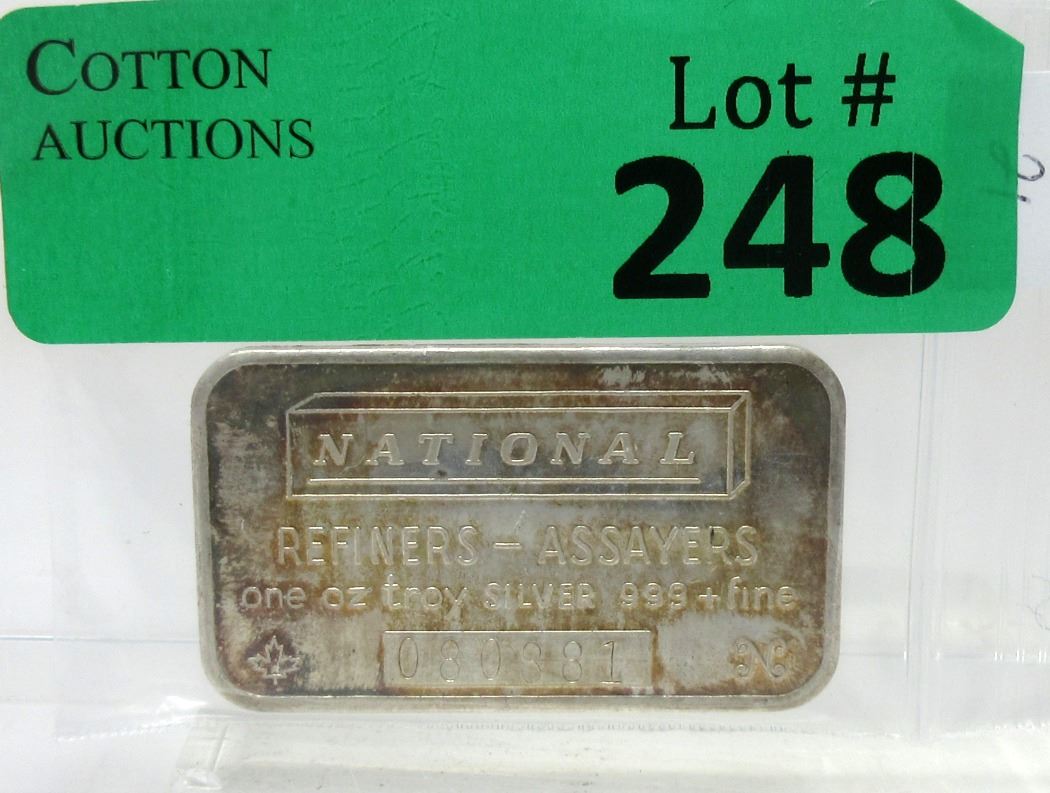 COTTON
AUCTIONS
Lot #
248
NATIONAL
REFINERS - ASSAYERS
one oz troy SILVER 999 + fine
080881